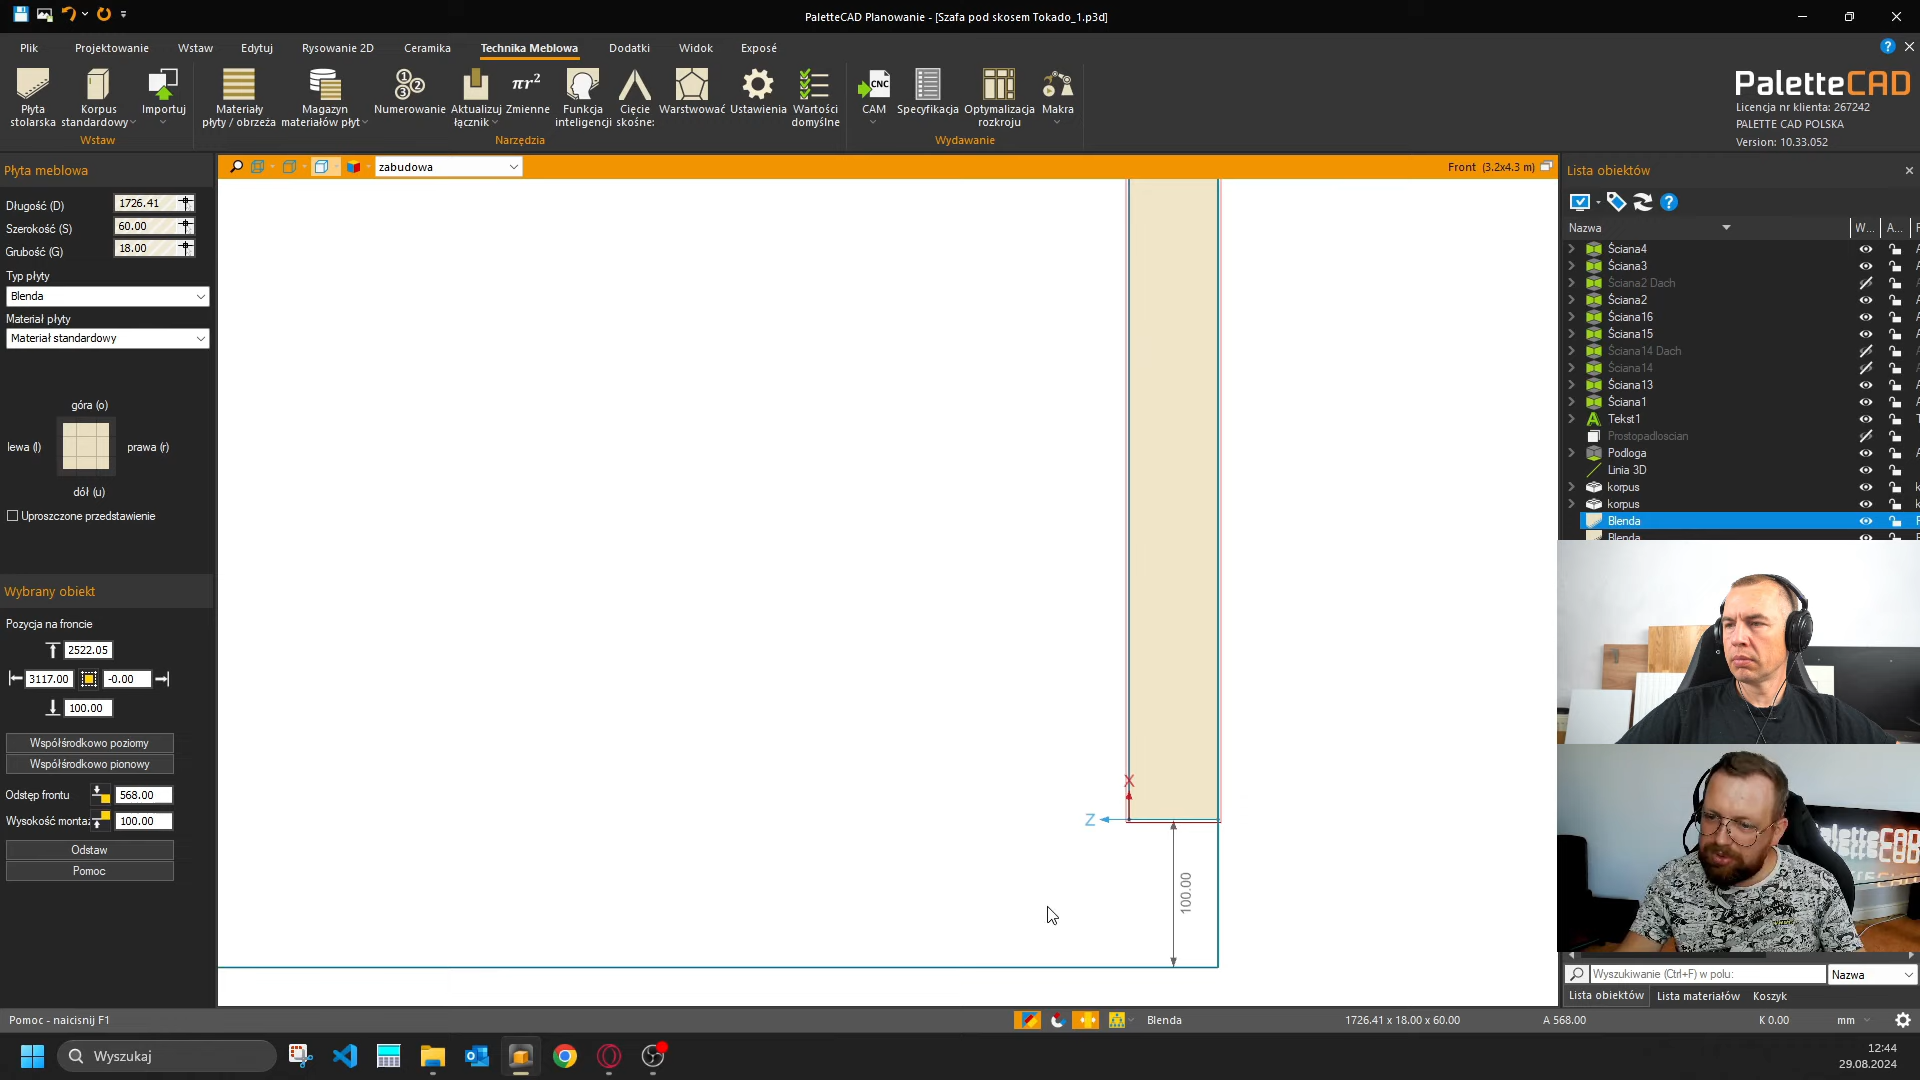 PaletteCAD Planowanie - [Szafa pod skosem Tokado_1.p3d]
Plik
Projektowanie
Wstaw
Edytuj
Rysowanie 2D
Ceramika
Technika Meblowa
Dodatki
Widok
Exposé
Płyta
stolarska
Korpus
standardowy
Importuj
Materiały
płyty / obrzeża
Magazyn
materiałów płyt
Numerowanie
Aktualizuj
łącznik
Zmienne
Funkcja
inteligencji
Cięcie
skośne:
Warstwować
Ustawienia
Wartości
domyślne
CAM
Specyfikacja
Optymalizacja
rozkroju
Makra
Wstaw
Narzędzia
Wydawanie
PaletteCAD
Licencja nr klienta: 267242
PALETTE CAD POLSKA
Version: 10.33.052
Płyta meblowa
Długość (D)
1726.41
Szerokość (S)
60.00
Grubość (G)
18.00
Typ płyty
Blenda
Materiał płyty
Materiał standardowy
góra (o)
lewa (l)
prawa (r)
dół (u)
Uproszczone przedstawienie
Wybrany obiekt
Pozycja na froncie
2522.05
3117.00
-0.00
100.00
Współśrodkowo poziomy
Współśrodkowo pionowy
Odstęp frontu
568.00
Wysokość montaż
100.00
Odstaw
Pomoc
zabudowa
Front (3.2x4.3 m)
X
Z
100.00
Lista obiektów
Nazwa
W...
A...
Ściana4
Ściana3
Ściana2 Dach
Ściana2
Ściana16
Ściana15
Ściana14 Dach
Ściana14
Ściana13
Ściana1
Tekst1
Prostopadloscian
Podloga
Linia 3D
korpus
korpus
Blenda
Blenda
Wyszukiwanie (Ctrl+F) w polu:
Nazwa
Lista obiektów
Lista materiałów
Koszyk
Pomoc - naicisnij F1
Blenda
1726.41 x 18.00 x 60.00
A 568.00
K 0.00
mm
Wyszukaj
12:44
29.08.2024